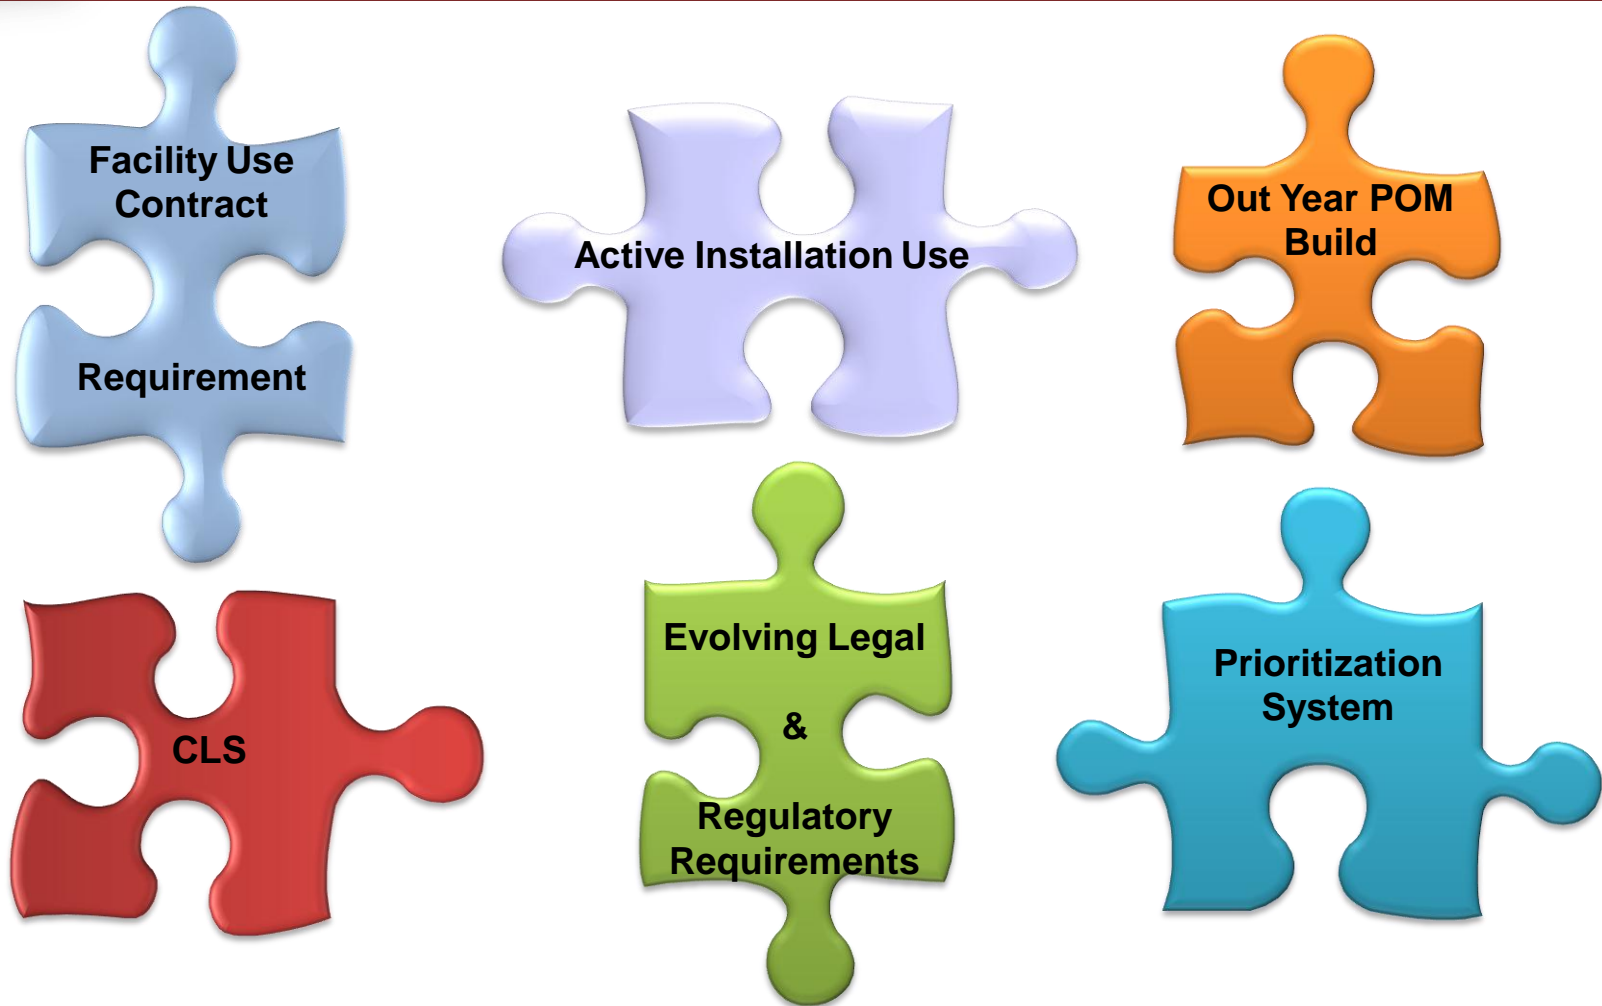 Facility Use
Contract
Requirement
Active Installation Use
Out Year POM
Build
CLS
Evolving Legal
&
Regulatory
Requirements
Prioritization
System